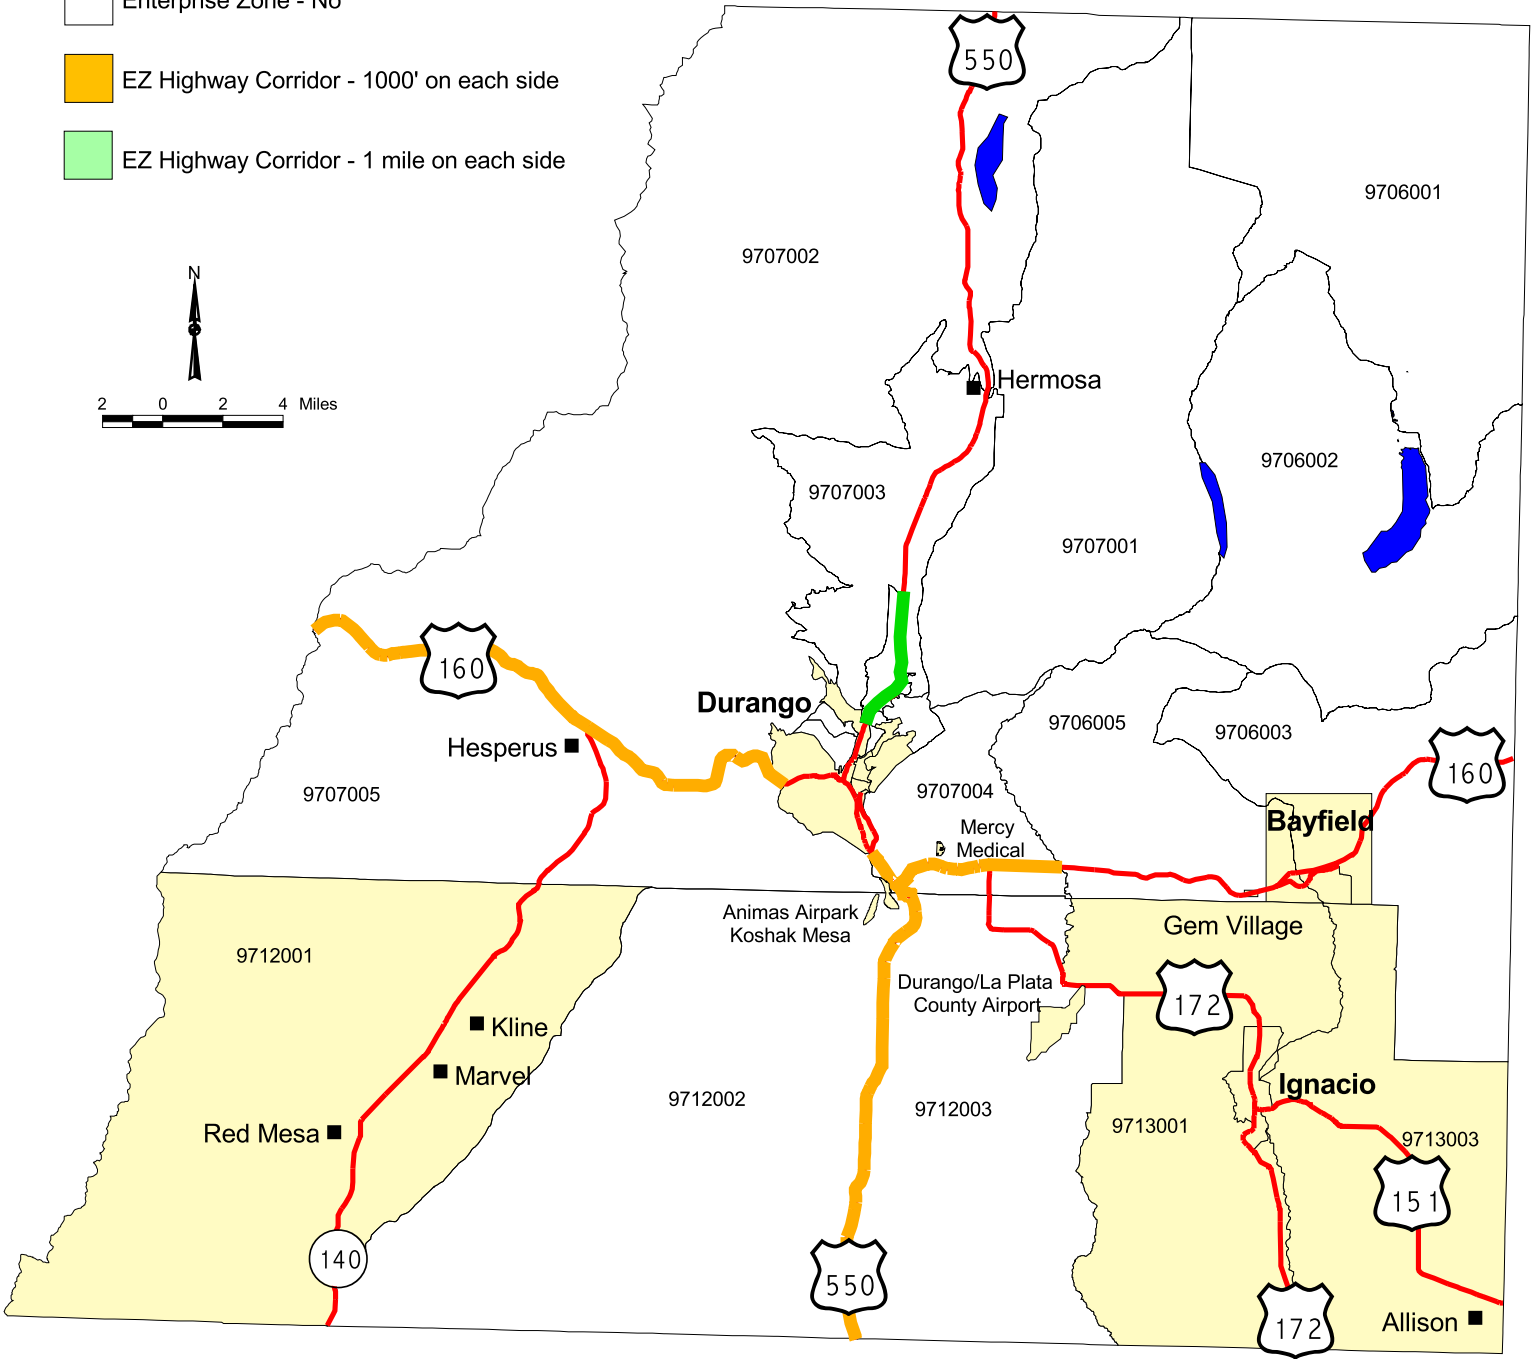 Enterprise Zone - No
EZ Highway Corridor - 1000' on each side
EZ Highway Corridor - 1 mile on each side
N
2 0 2 4 Miles
550
9706001
9707002
Hermosa
9706002
9707003
9707001
160
Durango
9706005
9706003
Hesperus
160
9707005
9707004
Mercy
Medical
Bayfield
Animas Airpark
Koshak Mesa
Gem Village
9712001
Durango/La Plata
County Airport
172
Kline
Marvel
Ignacio
9712002
9712003
9713001
Red Mesa
9713003
151
140
550
172
Allison